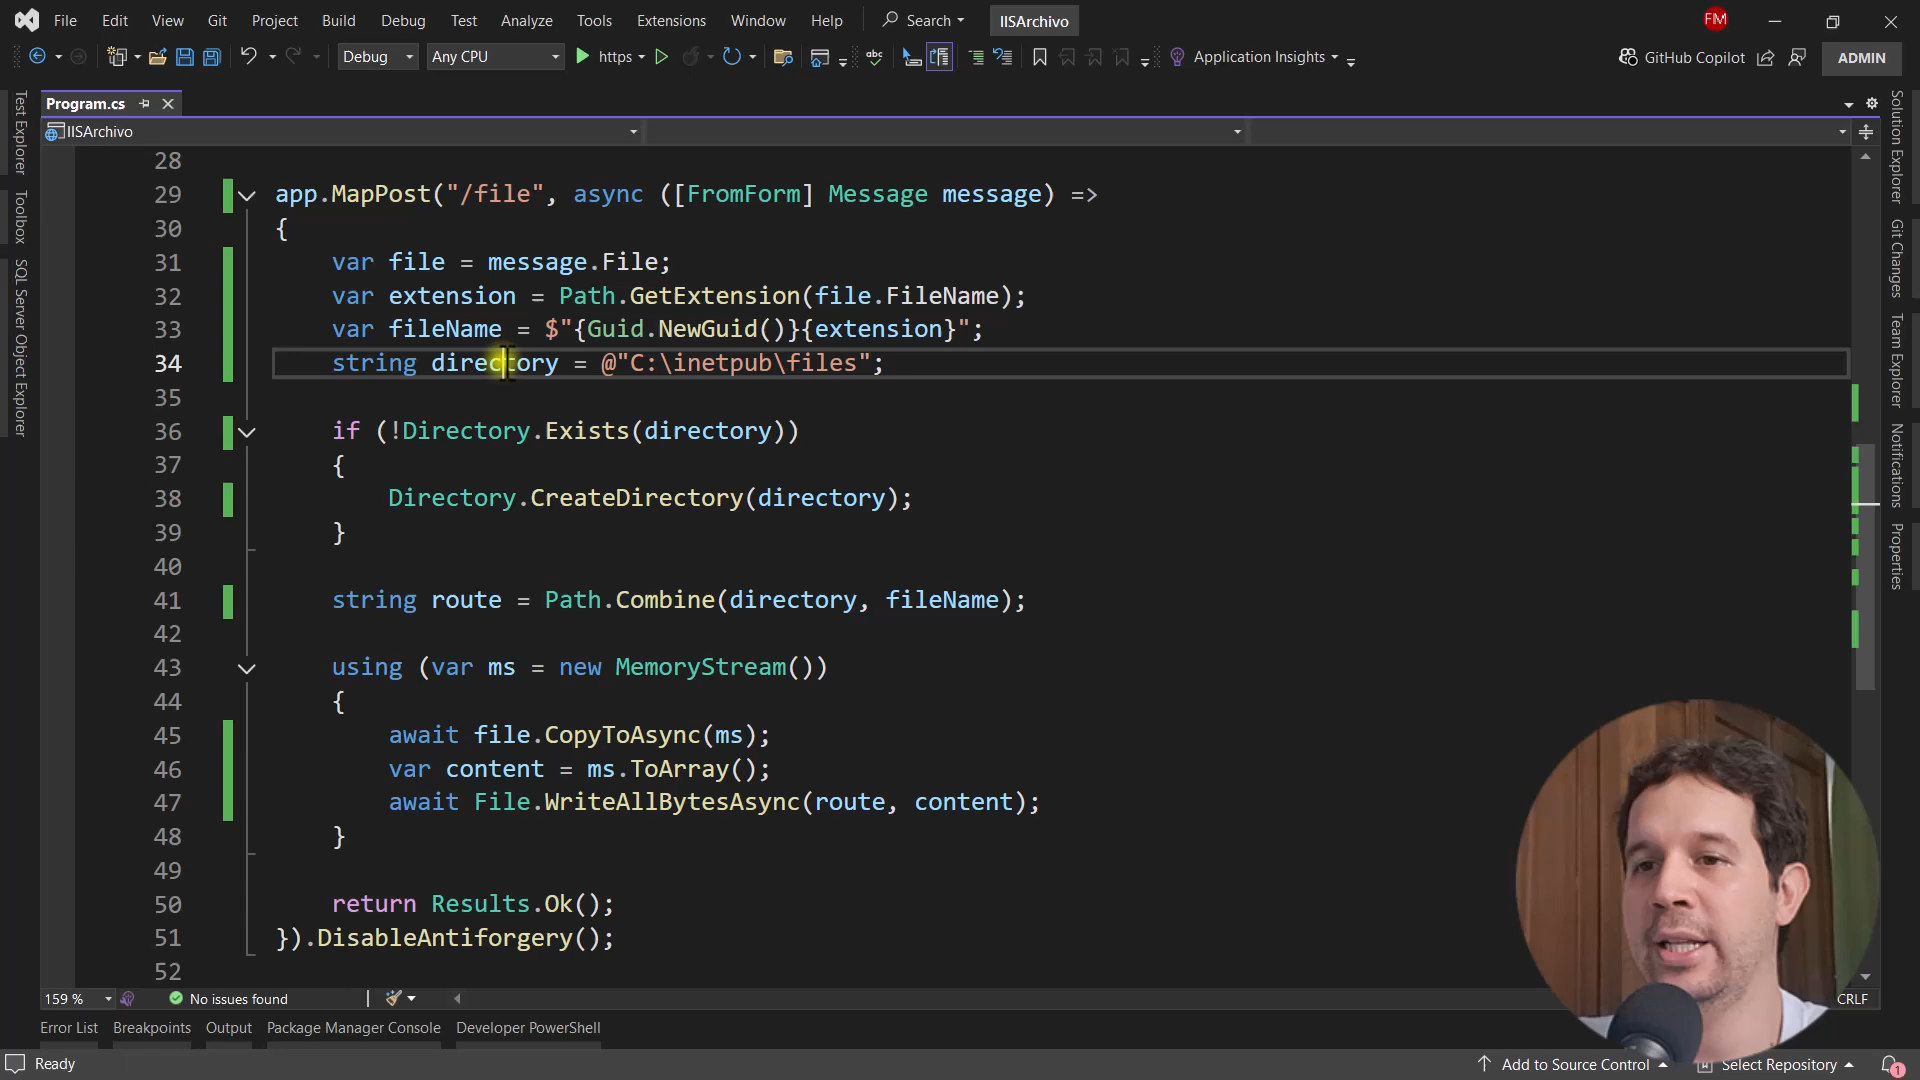 File Edit View Git Project Build Debug Test Analyze Tools Extensions Window Help Search IISArchivo FM
Debug Any CPU https abc Application Insights GitHub Copilot ADMIN
Program.cs
IISArchivo
28
29 app.MapPost("/file", async ([FromForm] Message message) =>
30 {
31 var file = message.File;
32 var extension = Path.GetExtension(file.FileName);
33 var fileName = $"{Guid.NewGuid()}{extension}";
34 string directory = @"C:\inetpub\files";
35
36 if (!Directory.Exists(directory))
37 {
38 Directory.CreateDirectory(directory);
39 }
40
41 string route = Path.Combine(directory, fileName);
42
43 using (var ms = new MemoryStream())
44 {
45 await file.CopyToAsync(ms);
46 var content = ms.ToArray();
47 await File.WriteAllBytesAsync(route, content);
48 }
49
50 return Results.Ok();
51 }).DisableAntiforgery();
52
Test Explorer
Toolbox
SQL Server Object Explorer
Solution Explorer
Git Changes
Team Explorer
Notifications
Properties
159 % No issues found CRLF
Error List Breakpoints Output Package Manager Console Developer PowerShell
Ready Add to Source Control Select Repository 1